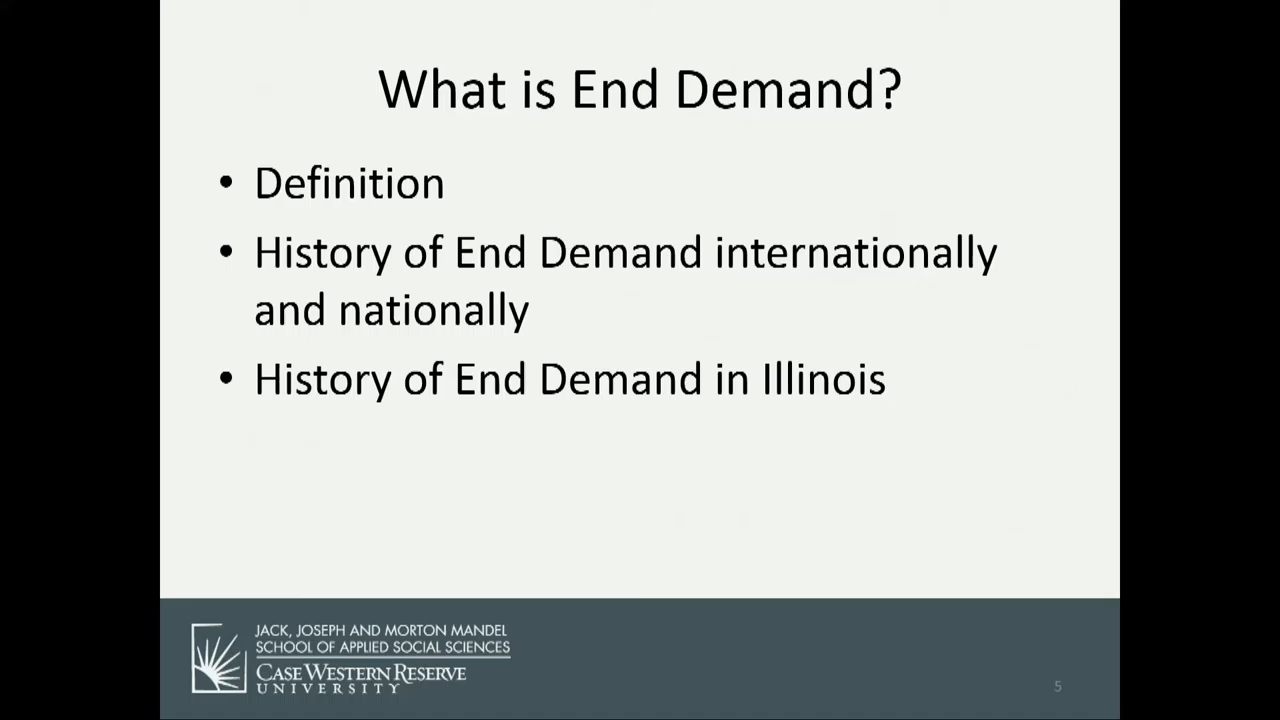 What is End Demand?
• Definition
• History of End Demand internationally
and nationally
• History of End Demand in Illinois
JACK, JOSEPH AND MORTON MANDEL
SCHOOL OF APPLIED SOCIAL SCIENCES
CASE WESTERN RESERVE
UNIVERSITY
5